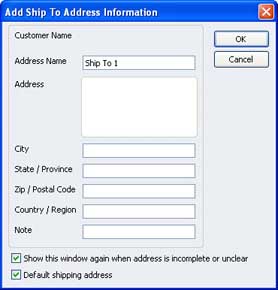 Add Ship To Address Information
Customer Name
OK
Address Name Ship To 1
Cancel
Address
City
State / Province
Zip / Postal Code
Country / Region
Note
Show this window again when address is incomplete or unclear
Default shipping address